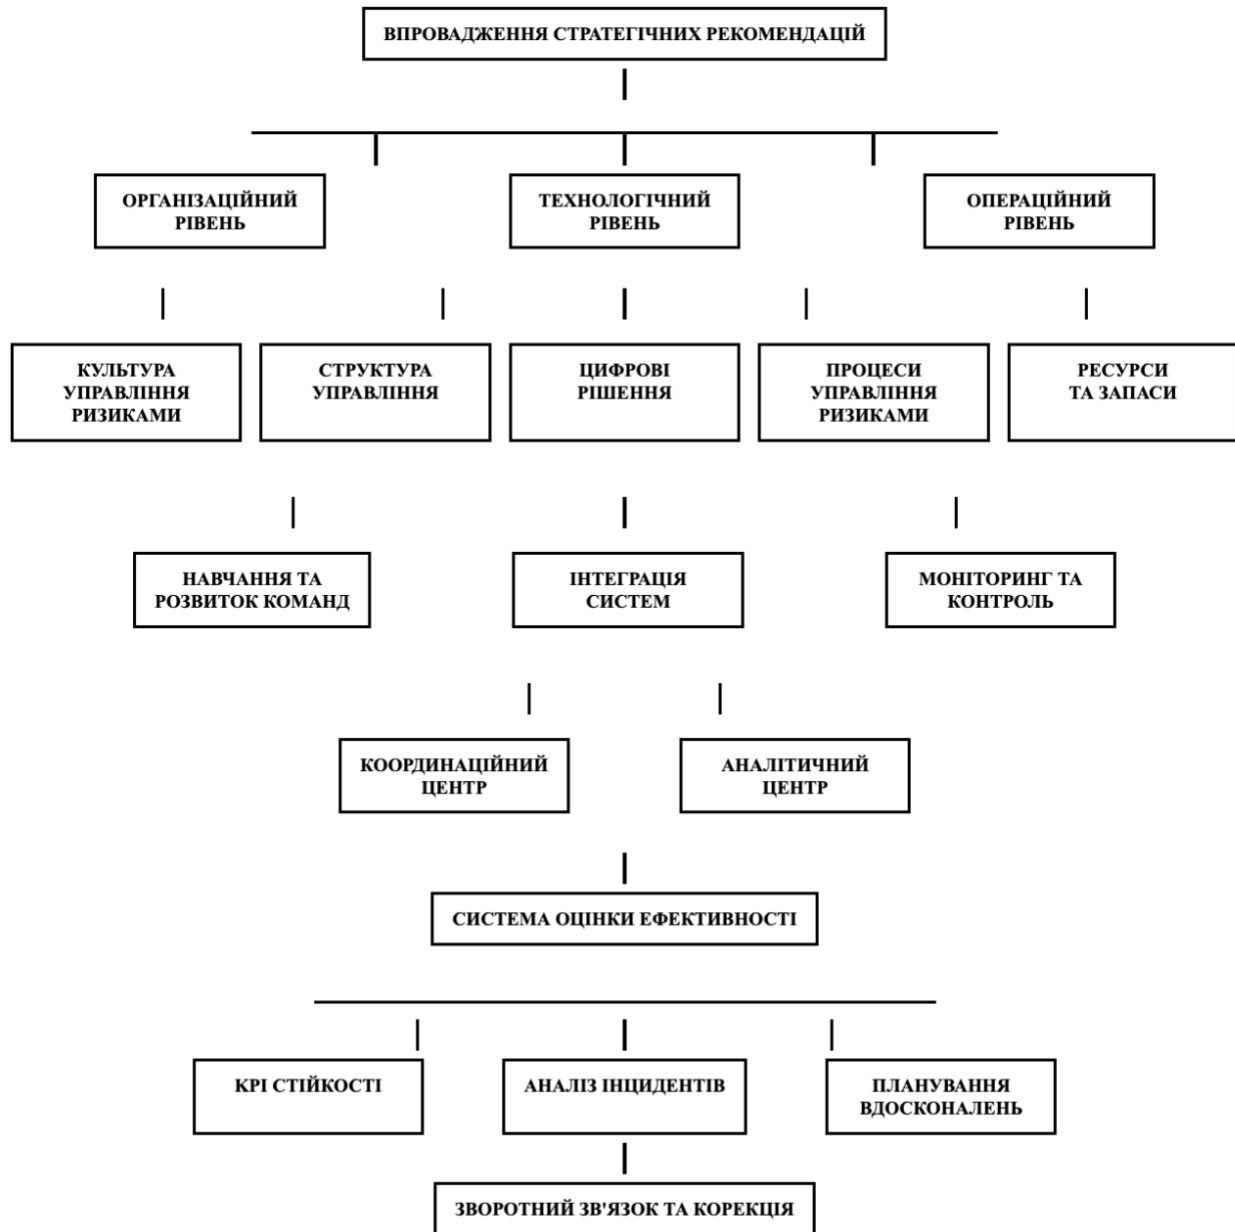 ВПРОВАДЖЕННЯ СТРАТЕГІЧНИХ РЕКОМЕНДАЦІЙ
ОРГАНІЗАЦІЙНИЙ
РІВЕНЬ
ТЕХНОЛОГІЧНИЙ
РІВЕНЬ
ОПЕРАЦІЙНИЙ
РІВЕНЬ
КУЛЬТУРА
УПРАВЛІННЯ
РИЗИКАМИ
СТРУКТУРА
УПРАВЛІННЯ
ЦИФРОВІ
РІШЕННЯ
ПРОЦЕСИ
УПРАВЛІННЯ
РИЗИКАМИ
РЕСУРСИ
ТА ЗАПАСИ
НАВЧАННЯ ТА
РОЗВИТОК КОМАНД
ІНТЕГРАЦІЯ
СИСТЕМ
МОНІТОРИНГ ТА
КОНТРОЛЬ
КООРДИНАЦІЙНИЙ
ЦЕНТР
АНАЛІТИЧНИЙ
ЦЕНТР
СИСТЕМА ОЦІНКИ ЕФЕКТИВНОСТІ
KPI СТІЙКОСТІ
АНАЛІЗ ІНЦИДЕНТІВ
ПЛАНУВАННЯ
ВДОСКОНАЛЕНЬ
ЗВОРОТНИЙ ЗВ'ЯЗОК ТА КОРЕКЦІЯ